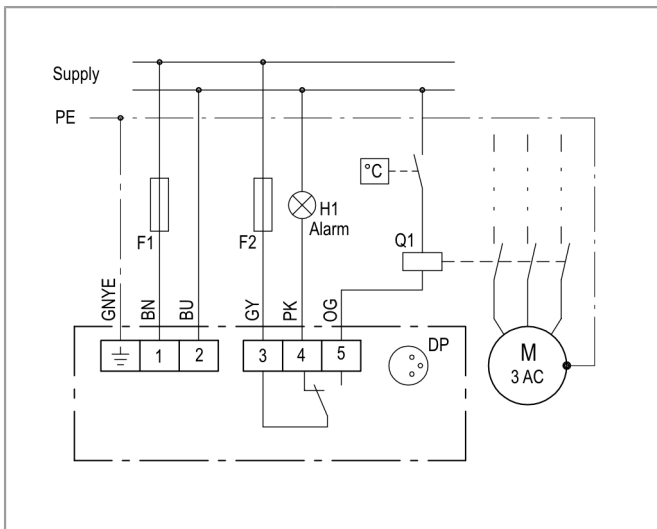 Supply
PE
°C
H1
Alarm
F1
F2
Q1
GNYE
BN
BU
GY
PK
OG
1
2
3
4
5
DP
M
3 AC